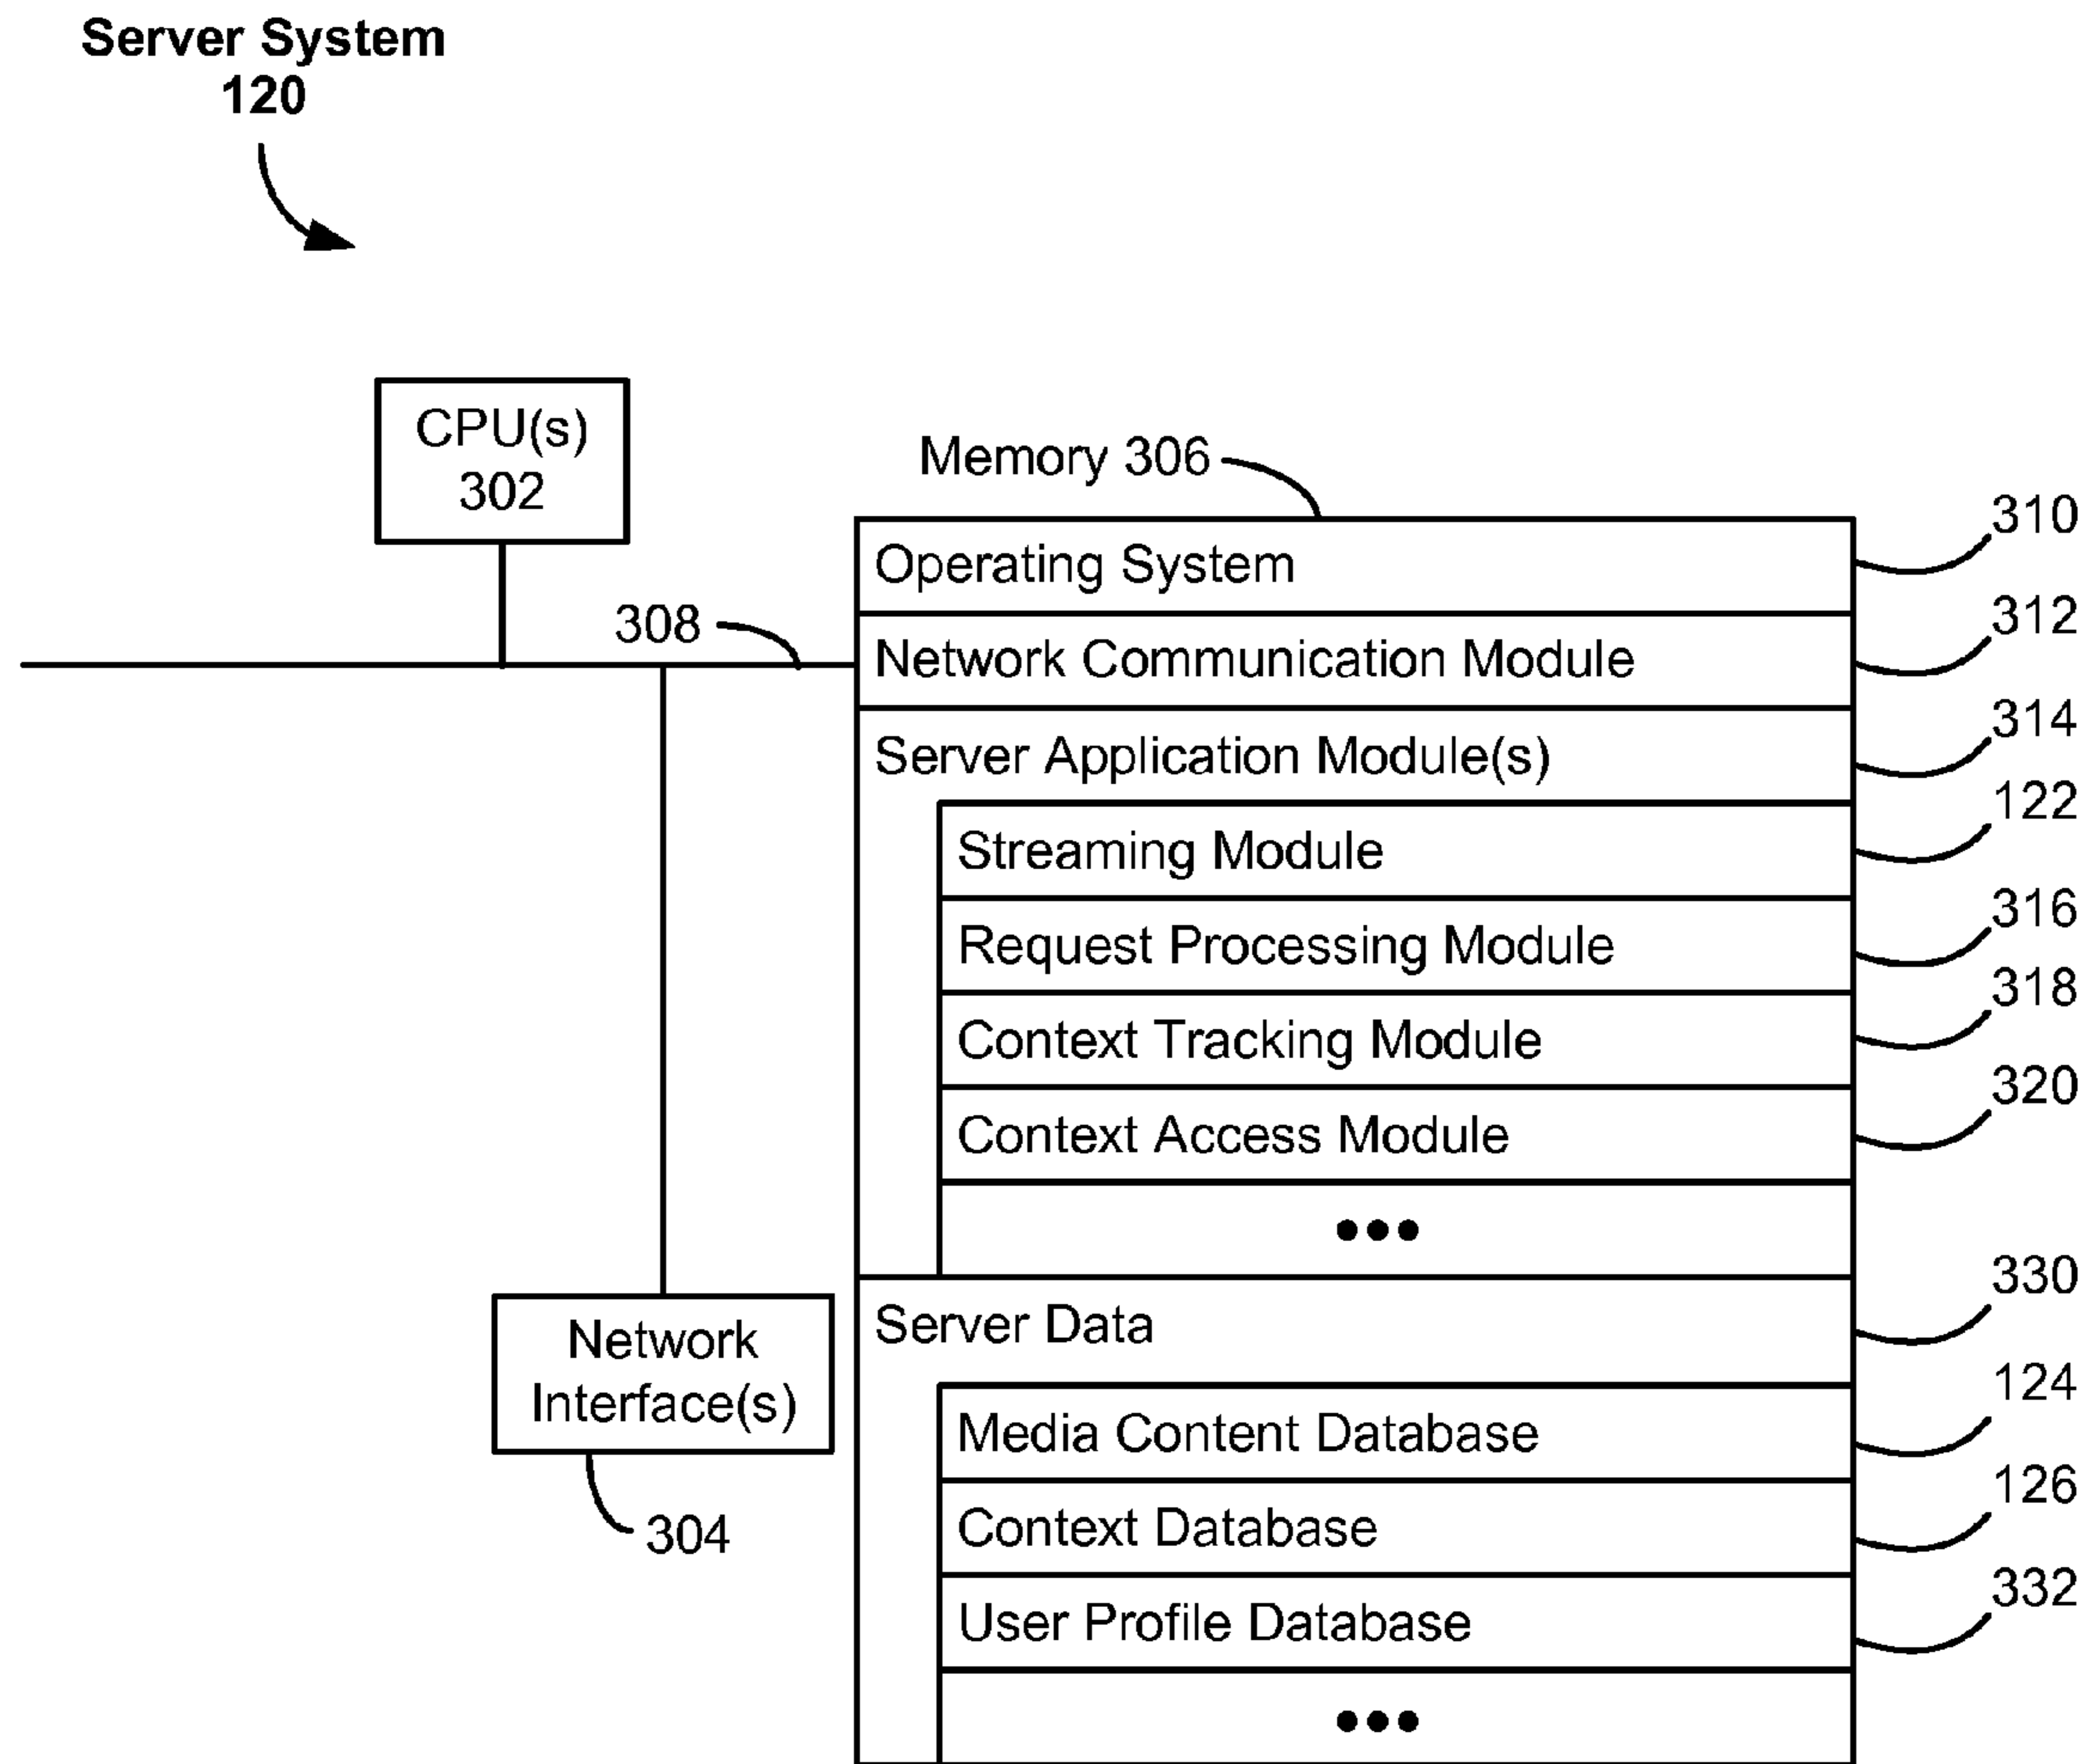 Server System
120
CPU(s)
302
Memory 306
308
Operating System
310
Network Communication Module
312
Server Application Module(s)
314
Streaming Module
122
Request Processing Module
316
Context Tracking Module
318
Context Access Module
320
•••
Server Data
330
Network
Interface(s)
304
Media Content Database
124
Context Database
126
User Profile Database
332
•••